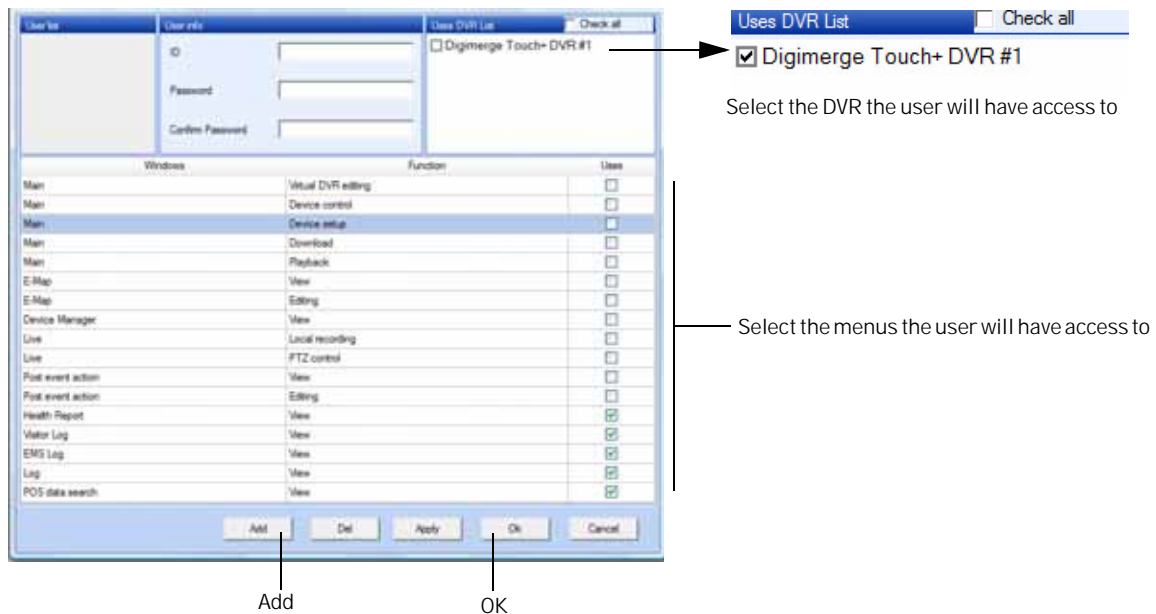 User list User info Uses DVR List Check all
ID
Password
Confirm Password
Digimerge Touch+ DVR #1
Uses DVR List Check all
Digimerge Touch+ DVR #1
Select the DVR the user will have access to
Windows Function Uses
Main Virtual DVR editing
Main Device control
Main Device setup
Main Download
Main Playback
E-Map View
E-Map Editing
Device Manager View
Live Local recording
Live PTZ control
Post event action View
Post event action Editing
Health Report View
Visitor Log View
EMS Log View
Log View
POS data search View
Select the menus the user will have access to
Add Del Apply Ok Cancel
Add OK